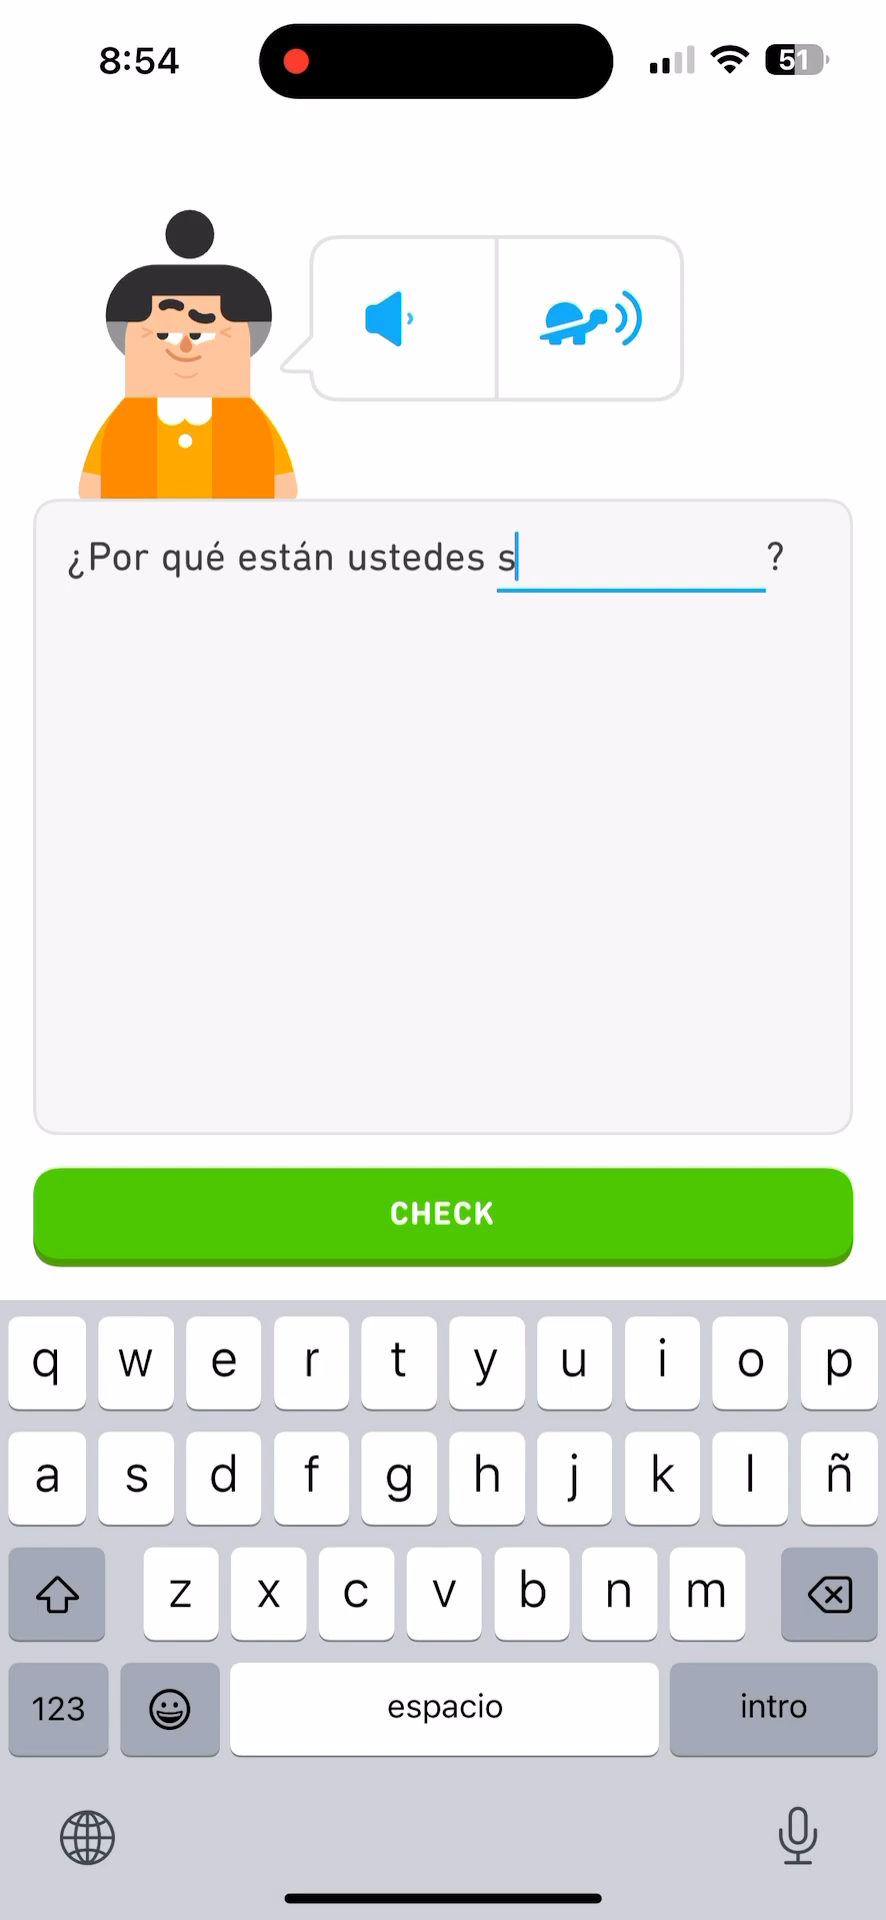 8:54
51
¿Por qué están ustedes s ?
CHECK
q w e r t y u i o p
a s d f g h j k l ñ
z x c v b n m
123 espacio intro